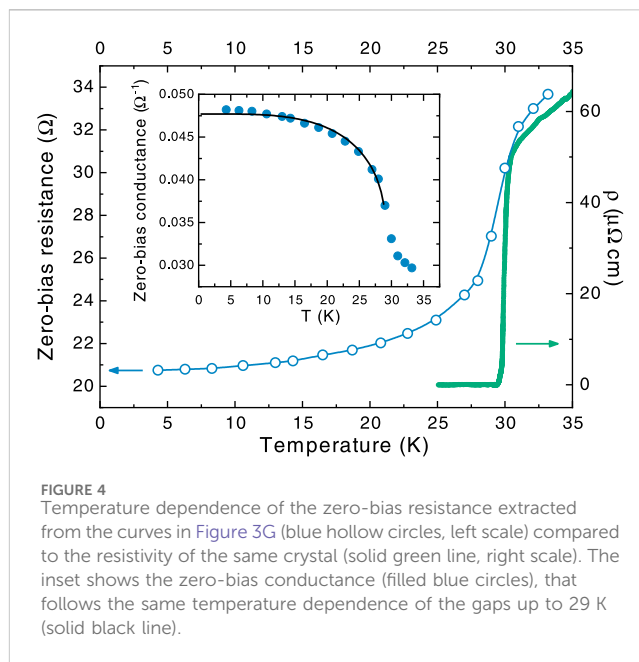 0 5 10 15 20 25 30 35
34
32
30
28
26
24
22
20
Zero-bias resistance (Ω)
0.050
0.045
0.040
0.035
0.030
Zero-bias conductance (Ω⁻¹)
0 5 10 15 20 25 30 35
T (K)
60
40
20
0
ρ (μΩ cm)
0 5 10 15 20 25 30 35
Temperature (K)
FIGURE 4
Temperature dependence of the zero-bias resistance extracted
from the curves in Figure 3G (blue hollow circles, left scale) compared
to the resistivity of the same crystal (solid green line, right scale). The
inset shows the zero-bias conductance (filled blue circles), that
follows the same temperature dependence of the gaps up to 29 K
(solid black line).